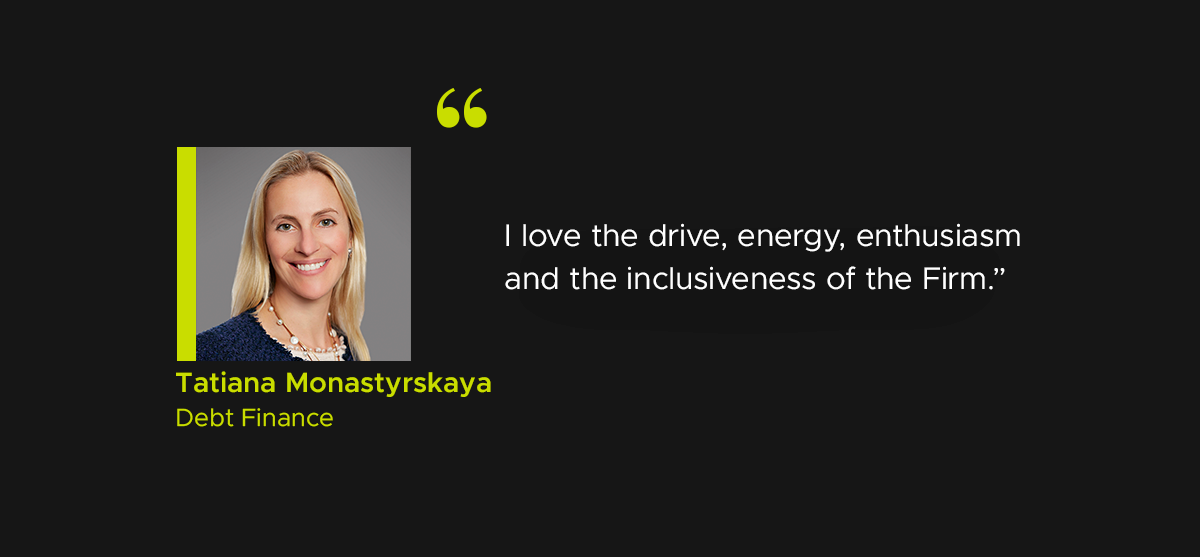 “
I love the drive, energy, enthusiasm
and the inclusiveness of the Firm.”
Tatiana Monastyrskaya
Debt Finance